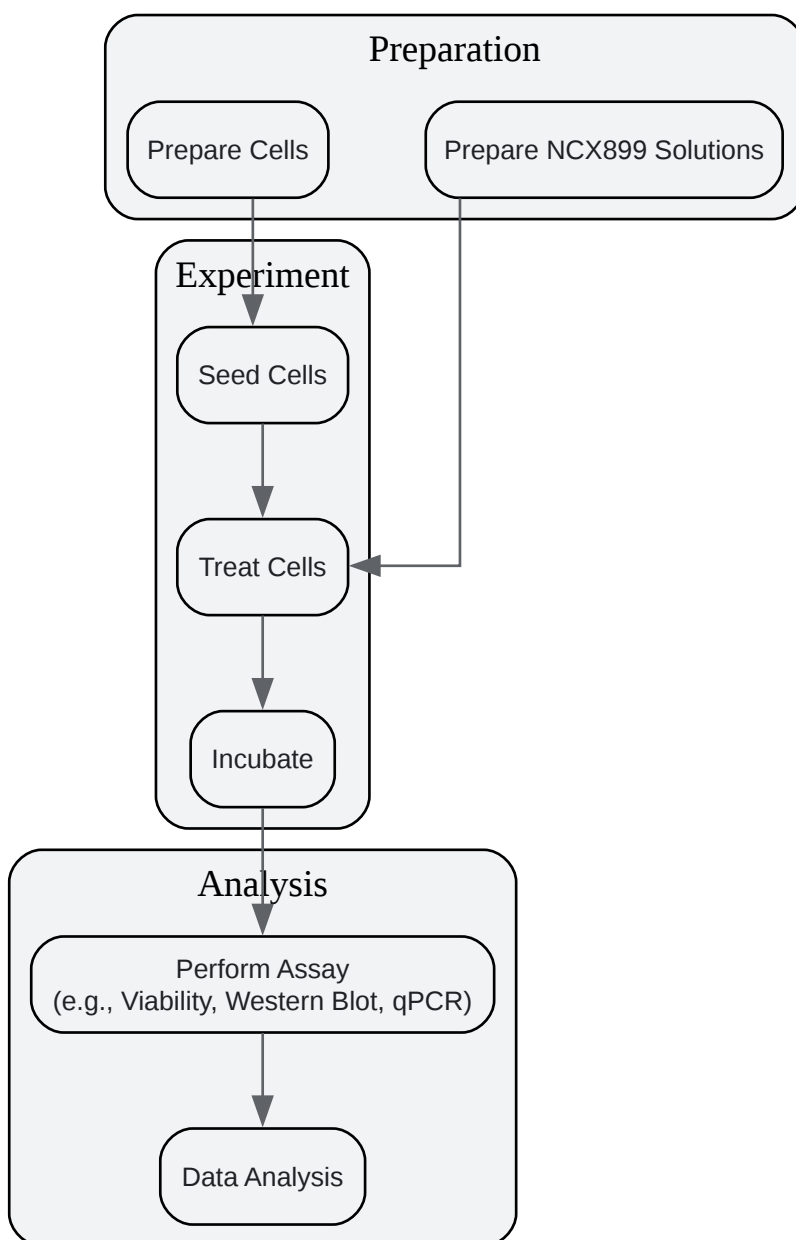 Preparation
Prepare Cells
Prepare NCX899 Solutions
Experiment
Seed Cells
Treat Cells
Incubate
Analysis
Perform Assay
(e.g., Viability, Western Blot, qPCR)
Data Analysis